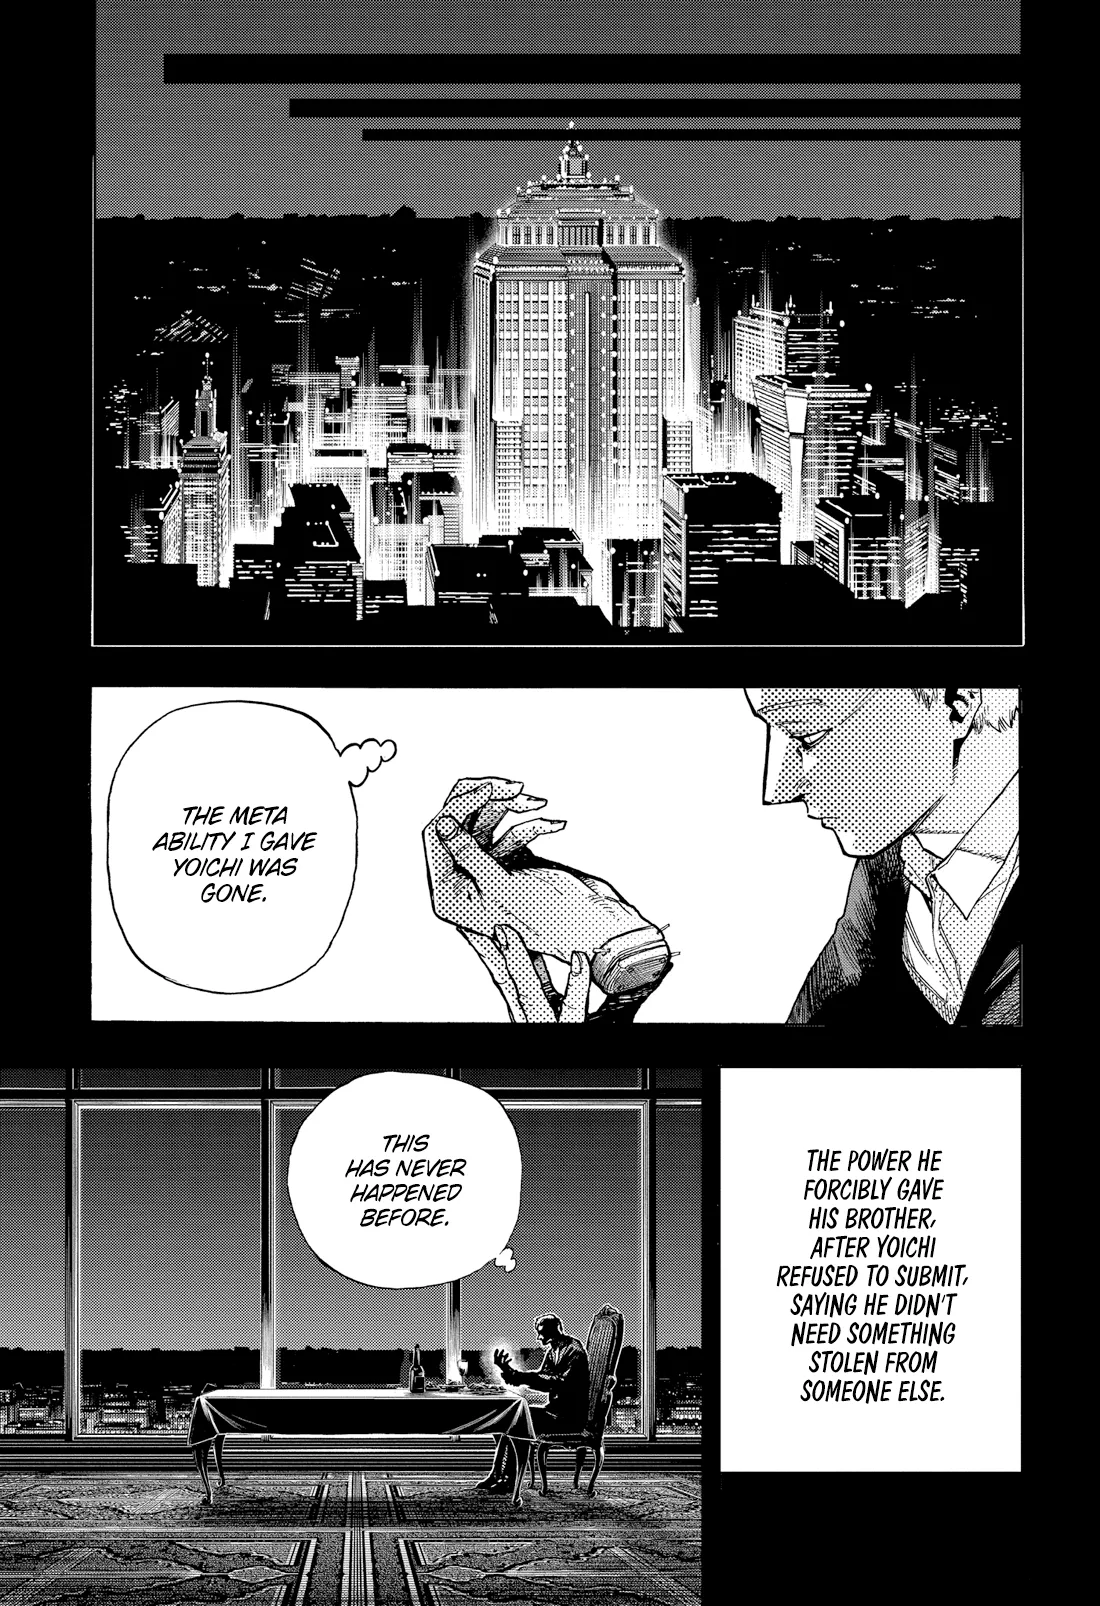 THE META
ABILITY I GAVE
YOICHI WAS
GONE.
THIS
HAS NEVER
HAPPENED
BEFORE.
THE POWER HE
FORCIBLY GAVE
HIS BROTHER,
AFTER YOICHI
REFUSED TO SUBMIT,
SAYING HE DIDN'T
NEED SOMETHING
STOLEN FROM
SOMEONE ELSE.